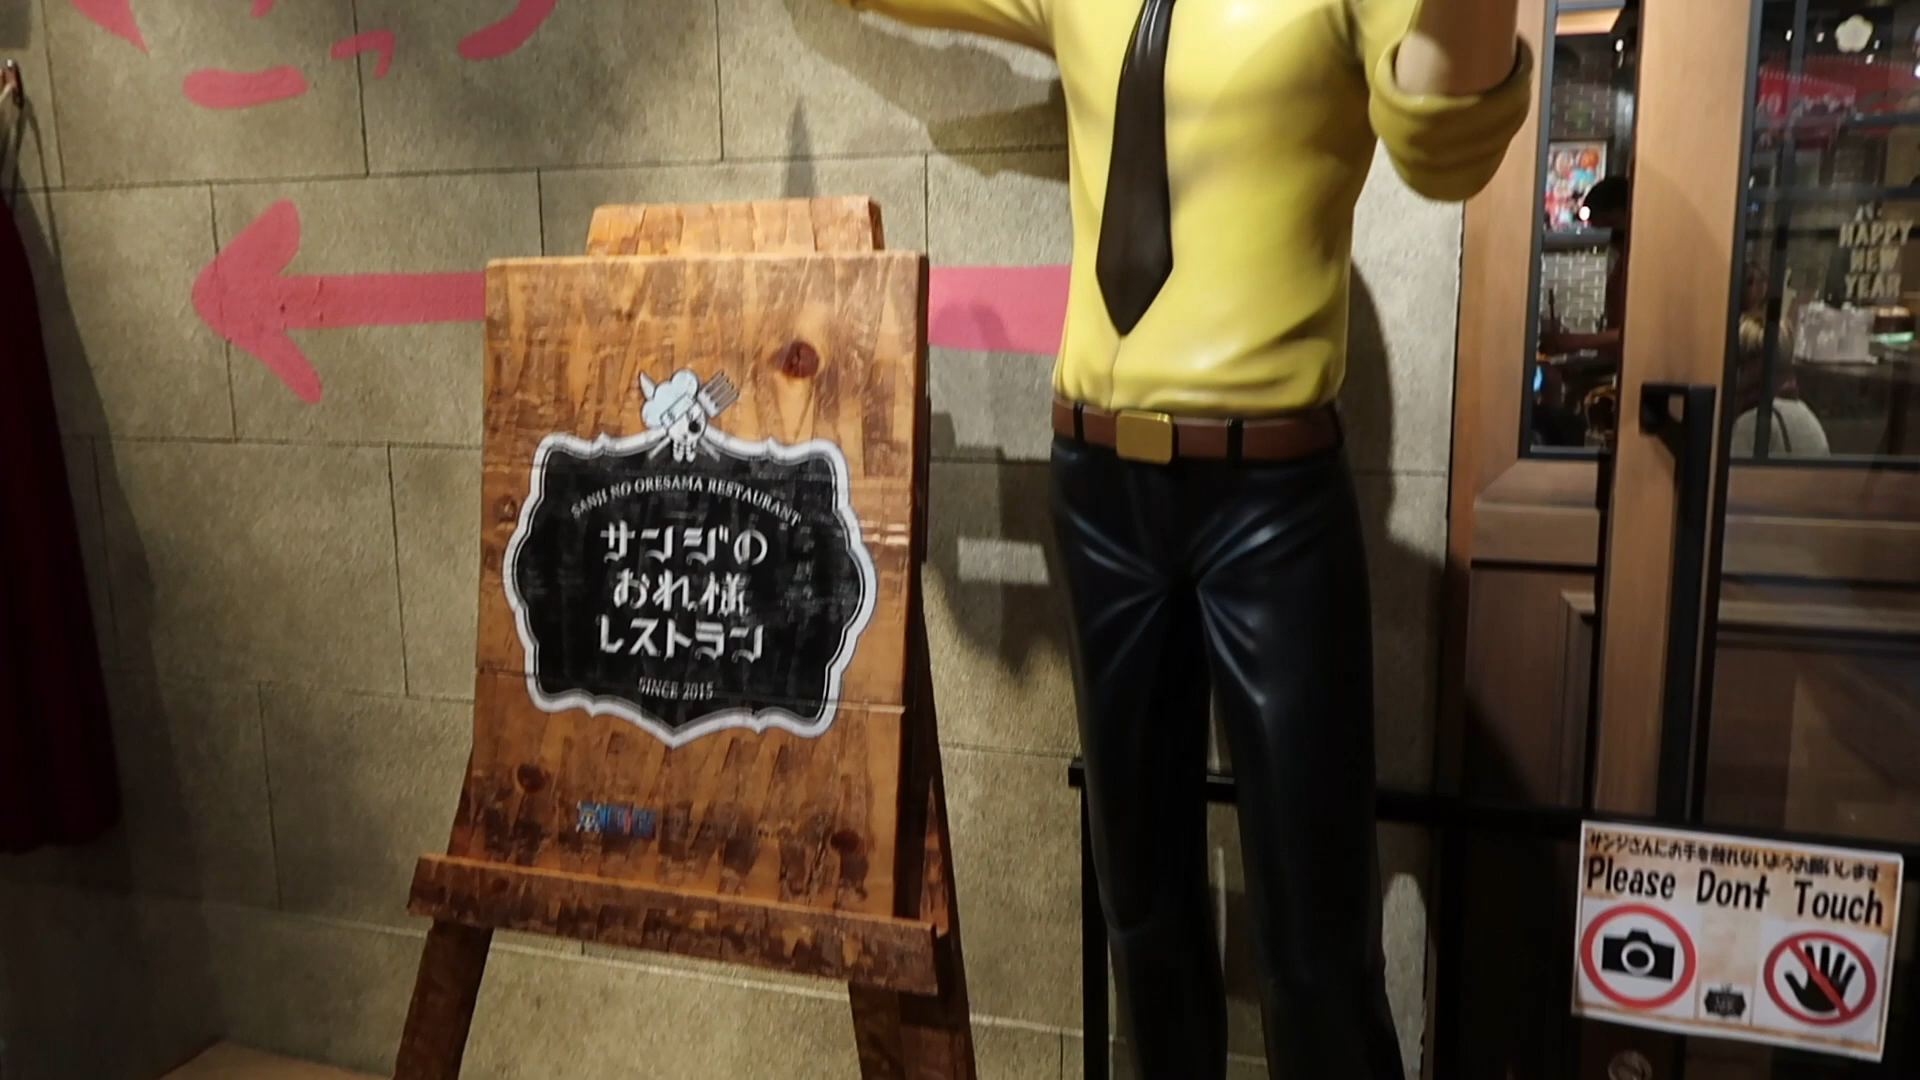 SANJI NO ORESAMA RESTAURANT
サンジの
おれ様
レストラン
SINCE 2015
HAPPY
NEW
YEAR
サンジさんにお手を触れないようお願いします
Please Dont Touch